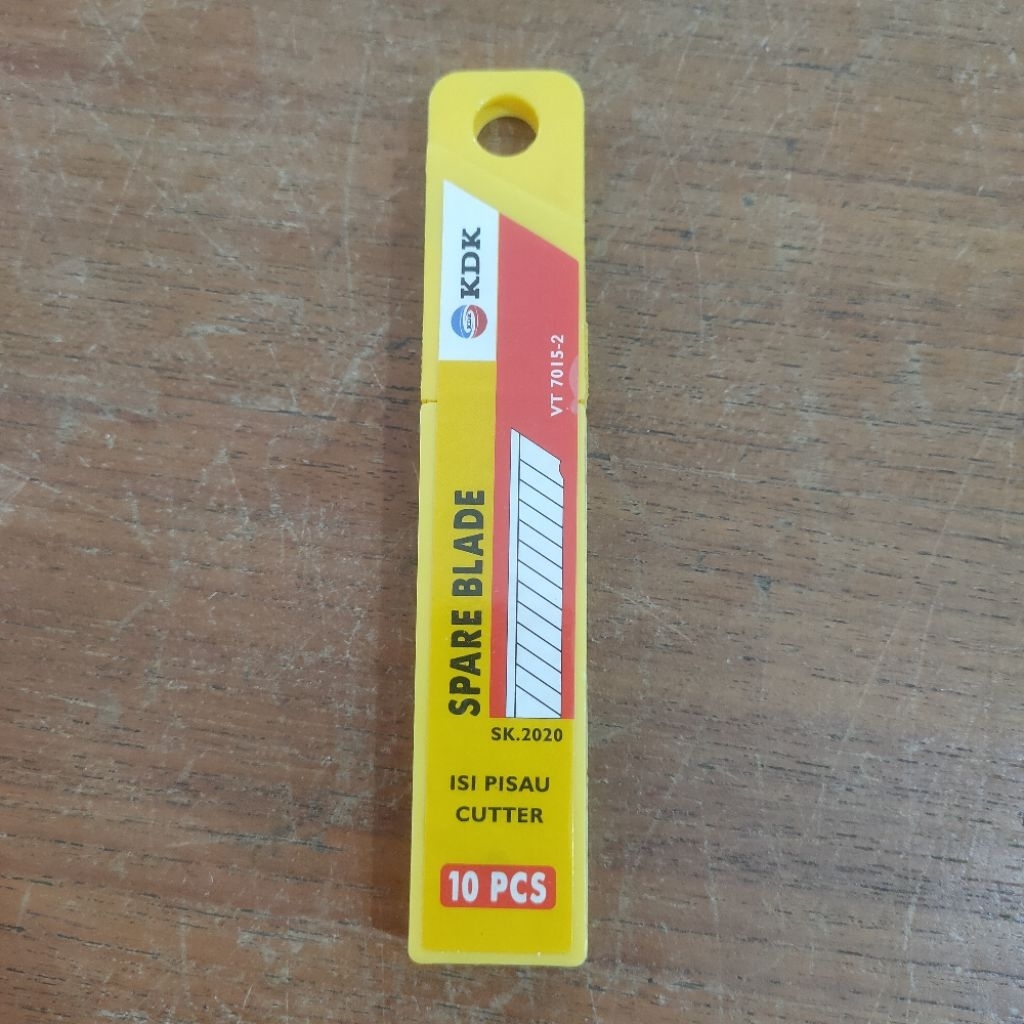 KDK
VT 7015-2
SPARE BLADE
SK.2020
ISI PISAU
CUTTER
10 PCS